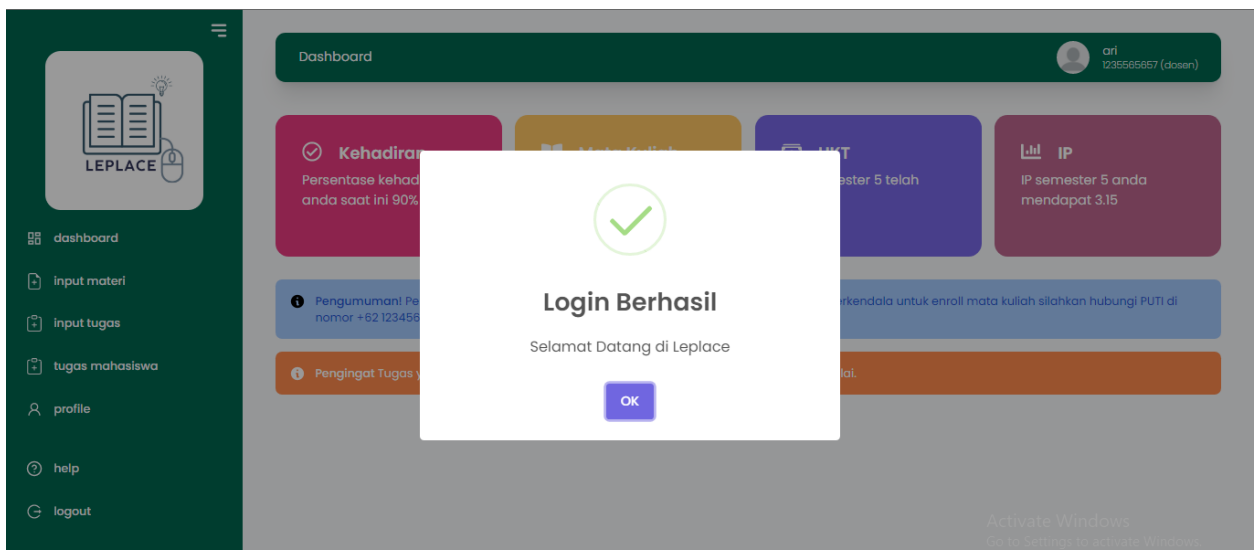 LEPLACE
dashboard
input materi
input tugas
tugas mahasiswa
profile
help
logout
Dashboard
ari
1235565657 (dosen)
Kehadiran
Persentase kehad
anda saat ini 90%
Mata Kuliah
UKT
ester 5 telah
IP
IP semester 5 anda
mendapat 3.15
Pengumuman! Pe
rkendala untuk enroll mata kuliah silahkan hubungi PUTI di
nomor +62 123456
Pengingat Tugas y
lai.
Login Berhasil
Selamat Datang di Leplace
OK
Activate Windows
Go to Settings to activate Windows.